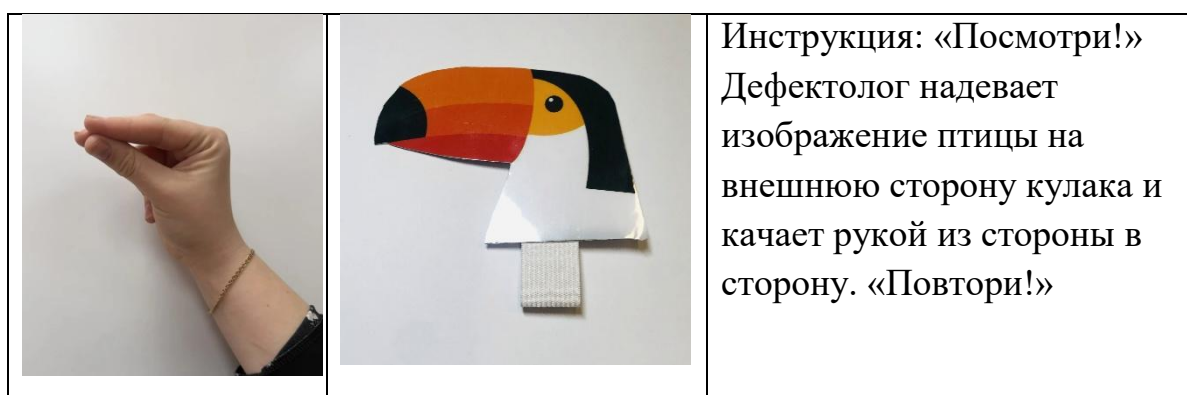 Инструкция: «Посмотри!»
Дефектолог надевает
изображение птицы на
внешнюю сторону кулака и
качает рукой из стороны в
сторону. «Повтори!»